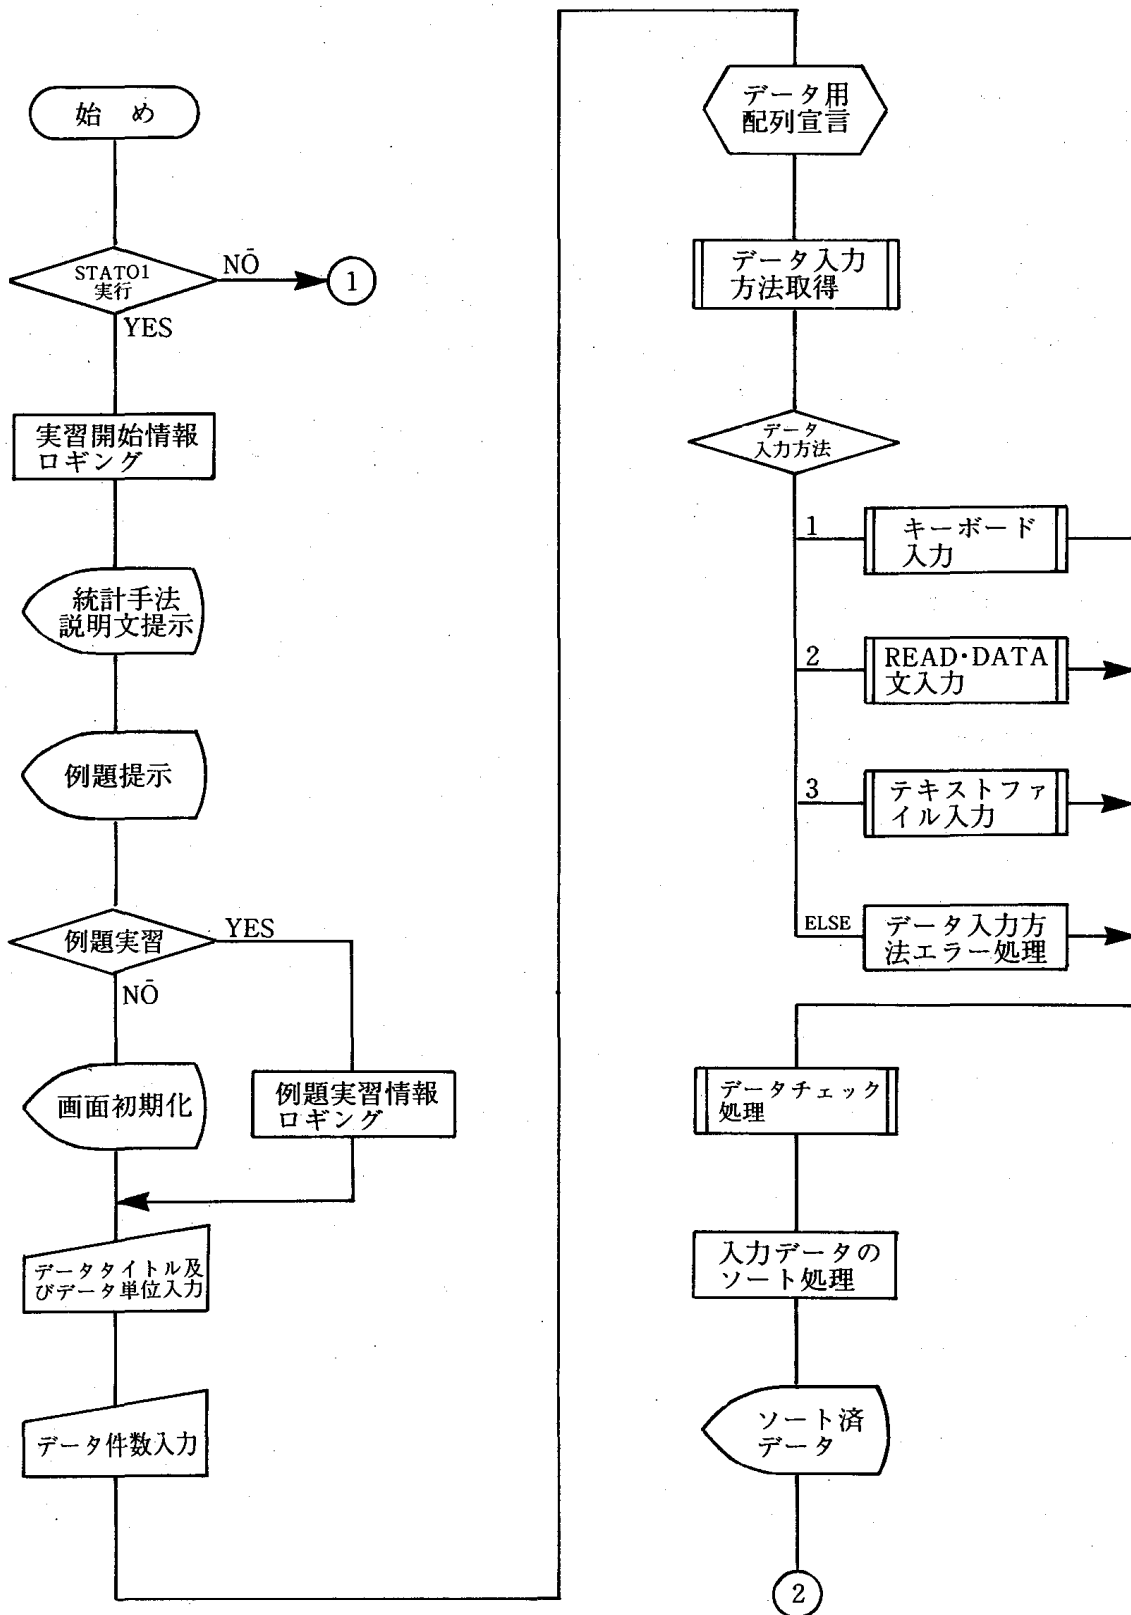 始 め
STATO1
実行
NO
1
YES
実習開始情報
ロギング
統計手法
説明文提示
例題提示
例題実習
YES
NO
画面初期化
例題実習情報
ロギング
データタイトル及
びデータ単位入力
データ件数入力
データ用
配列宣言
データ入力
方法取得
データ
入力方法
1
キーボード
入力
2
READ・DATA
文入力
3
テキストファ
イル入力
ELSE
データ入力方
法エラー処理
データチェック
処理
入力データの
ソート処理
ソート済
データ
2